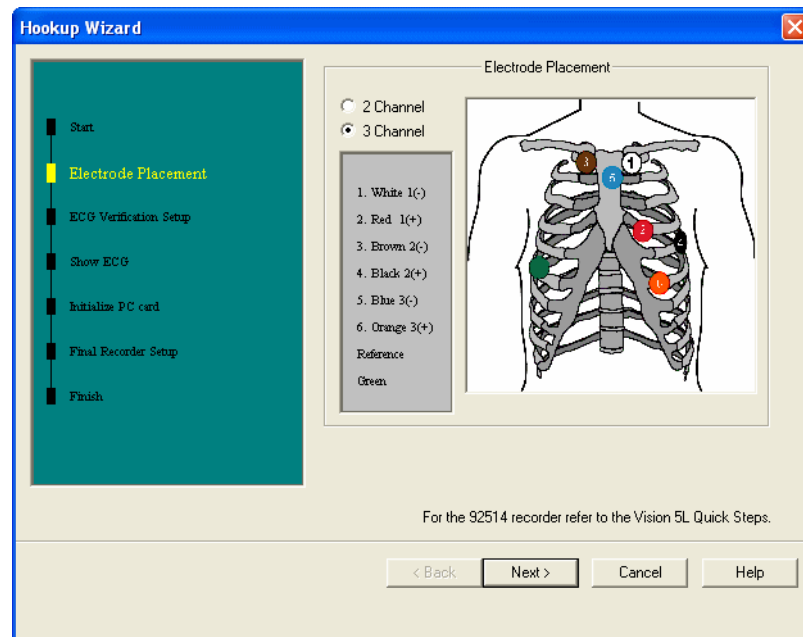 Hookup Wizard
Start
Electrode Placement
ECG Verification Setup
Show ECG
Initialize PC card
Final Recorder Setup
Finish
Electrode Placement
2 Channel
3 Channel
1. White 1(-)
2. Red 1(+)
3. Brown 2(-)
4. Black 2(+)
5. Blue 3(-)
6. Orange 3(+)
Reference
Green
3
1
5
2
4
6
For the 92514 recorder refer to the Vision 5L Quick Steps.
< Back
Next >
Cancel
Help